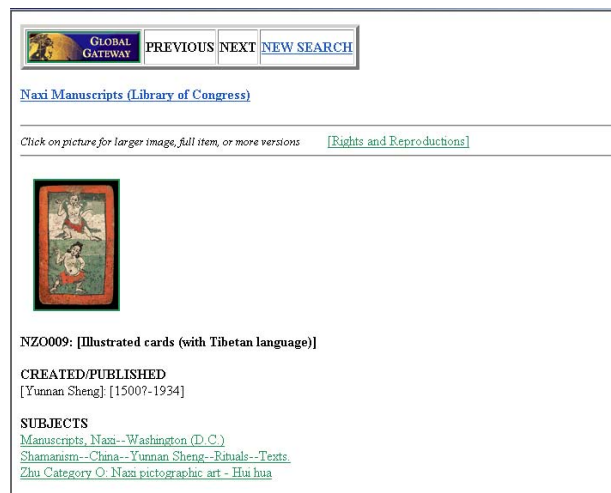 GLOBAL
GATEWAY
PREVIOUS NEXT NEW SEARCH
Naxi Manuscripts (Library of Congress)
Click on picture for larger image, full item, or more versions [Rights and Reproductions]
NZO009: [Illustrated cards (with Tibetan language)]
CREATED/PUBLISHED
[Yunnan Sheng]: [1500?-1934]
SUBJECTS
Manuscripts, Naxi--Washington (D.C.)
Shamanism--China--Yunnan Sheng--Rituals--Texts.
Zhu Category O: Naxi pictographic art - Hui hua